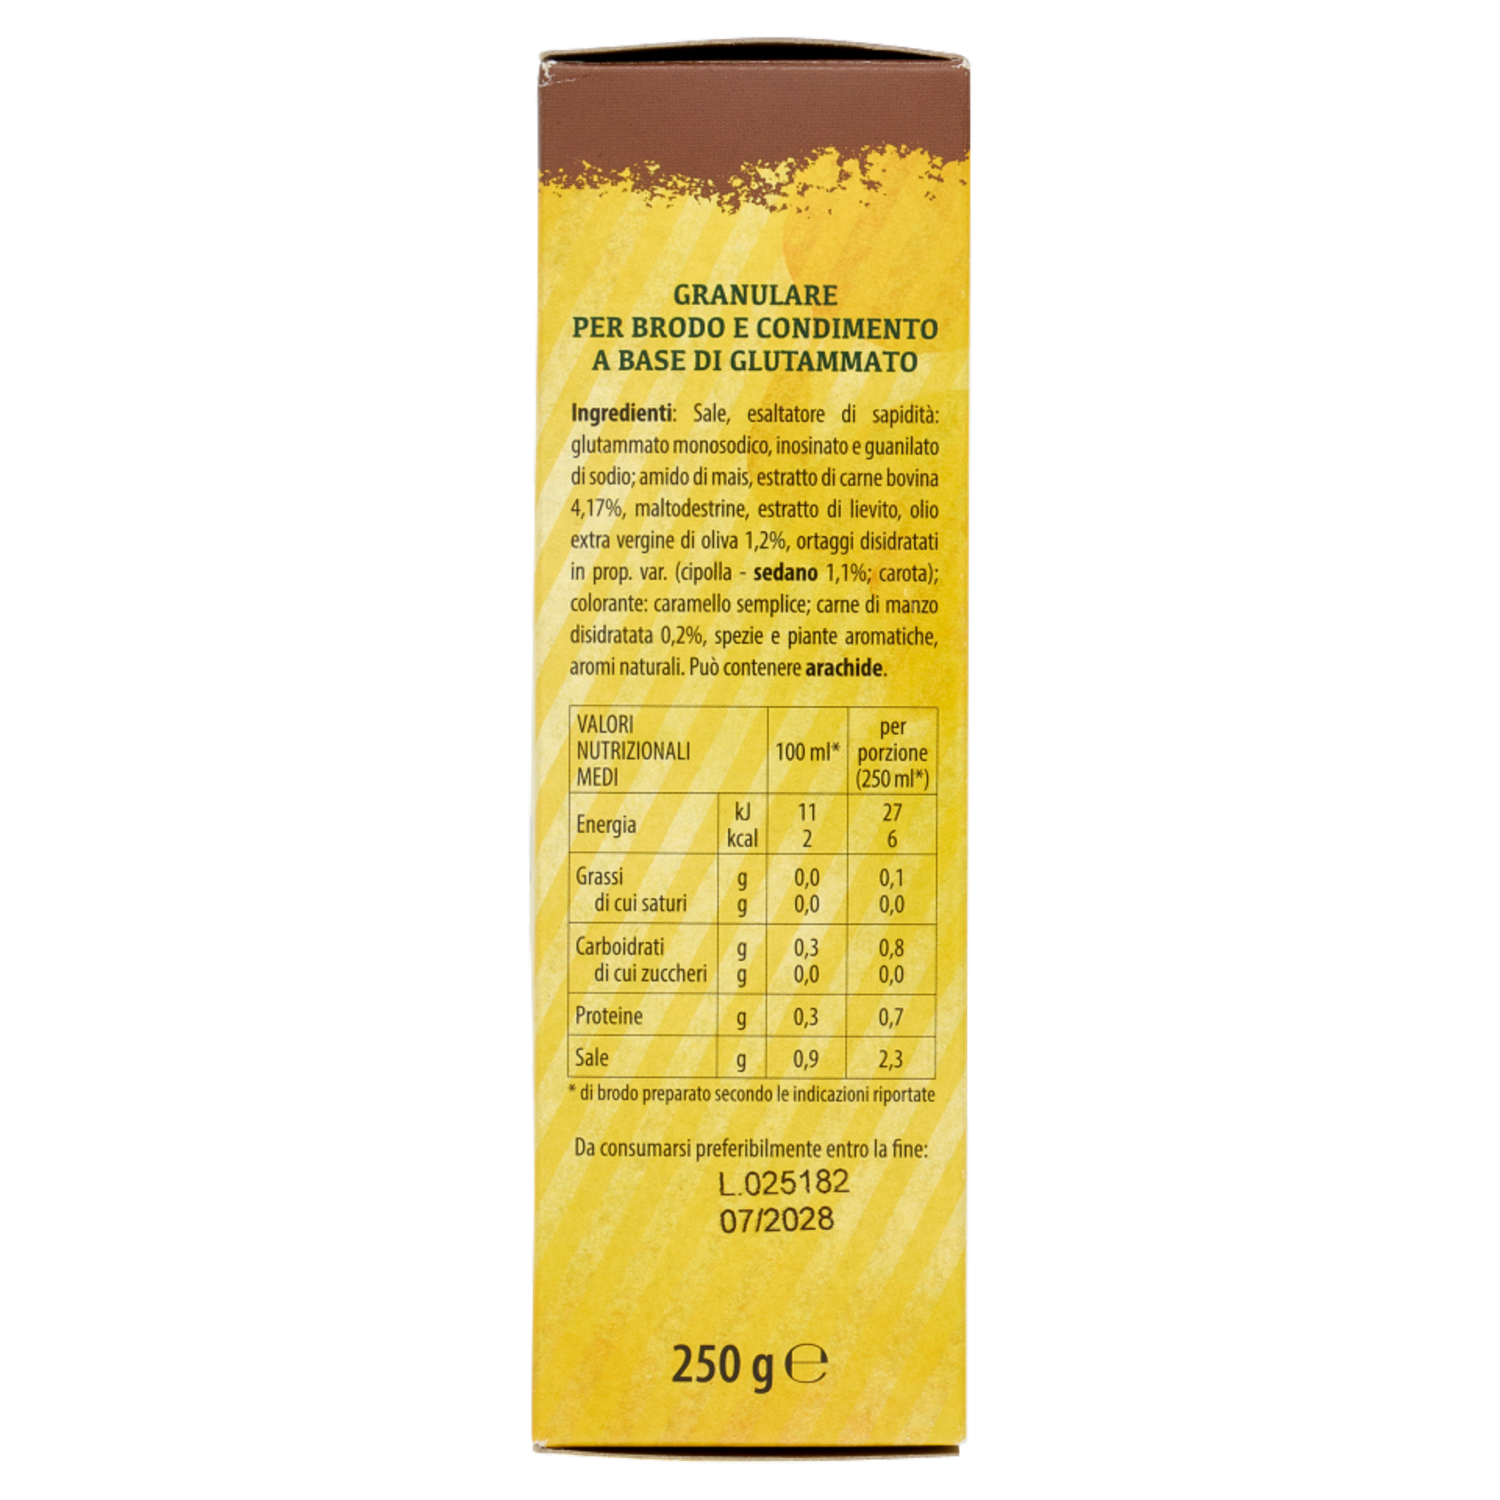 GRANULARE
PER BRODO E CONDIMENTO
A BASE DI GLUTAMMATO
Ingredienti: Sale, esaltatore di sapidità:
glutammato monosodico, inosinato e guanilato
di sodio; amido di mais, estratto di carne bovina
4,17%, maltodestrine, estratto di lievito, olio
extra vergine di oliva 1,2%, ortaggi disidratati
in prop. var. (cipolla - sedano 1,1%; carota);
colorante: caramello semplice; carne di manzo
disidratata 0,2%, spezie e piante aromatiche,
aromi naturali. Può contenere arachide.
VALORI
NUTRIZIONALI
MEDI
100 ml*
per
porzione
(250 ml*)
Energia
kJ 11 27
kcal 2 6
Grassi g 0,0 0,1
di cui saturi g 0,0 0,0
Carboidrati g 0,3 0,8
di cui zuccheri g 0,0 0,0
Proteine g 0,3 0,7
Sale g 0,9 2,3
* di brodo preparato secondo le indicazioni riportate
Da consumarsi preferibilmente entro la fine:
L.025182
07/2028
250 g ℮